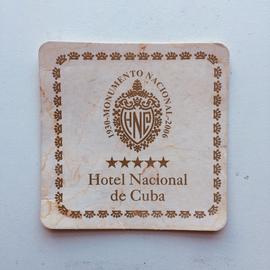 1930-MONUMENTO NACIONAL-2006
HNC
★★★★★
Hotel Nacional
de Cuba